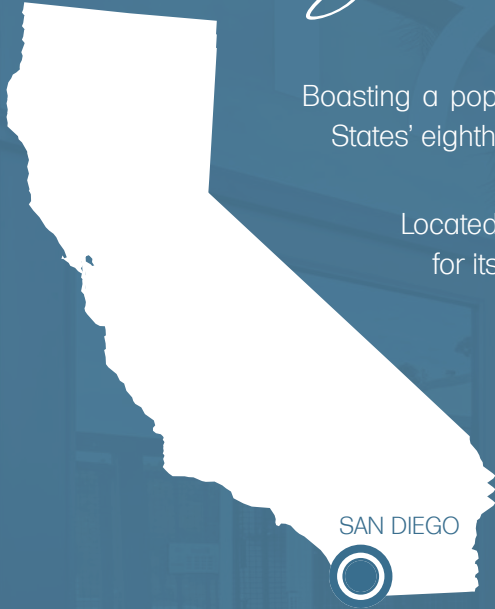 Boasting a pop
States’ eighth
Located
for its
SAN DIEGO